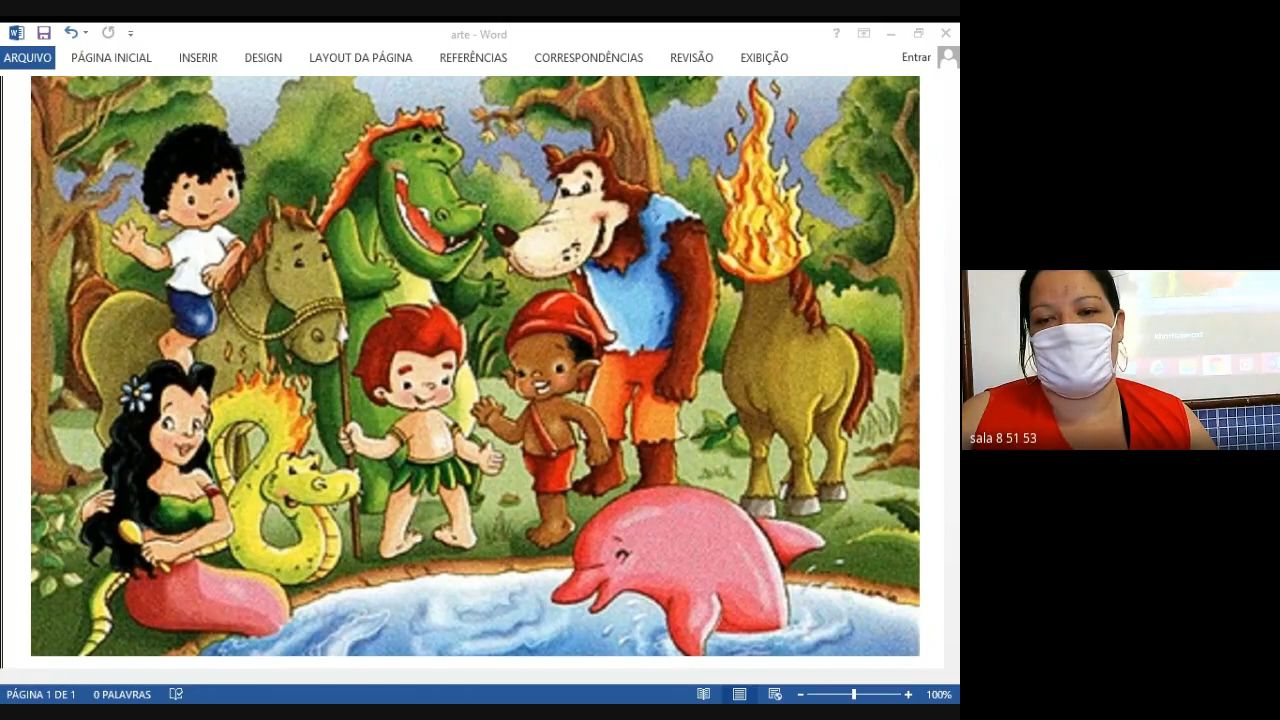 arte - Word
?
ARQUIVO PÁGINA INICIAL INSERIR DESIGN LAYOUT DA PÁGINA REFERÊNCIAS CORRESPONDÊNCIAS REVISÃO EXIBIÇÃO Entrar
sala 8 51 53
PÁGINA 1 DE 1 0 PALAVRAS 100%